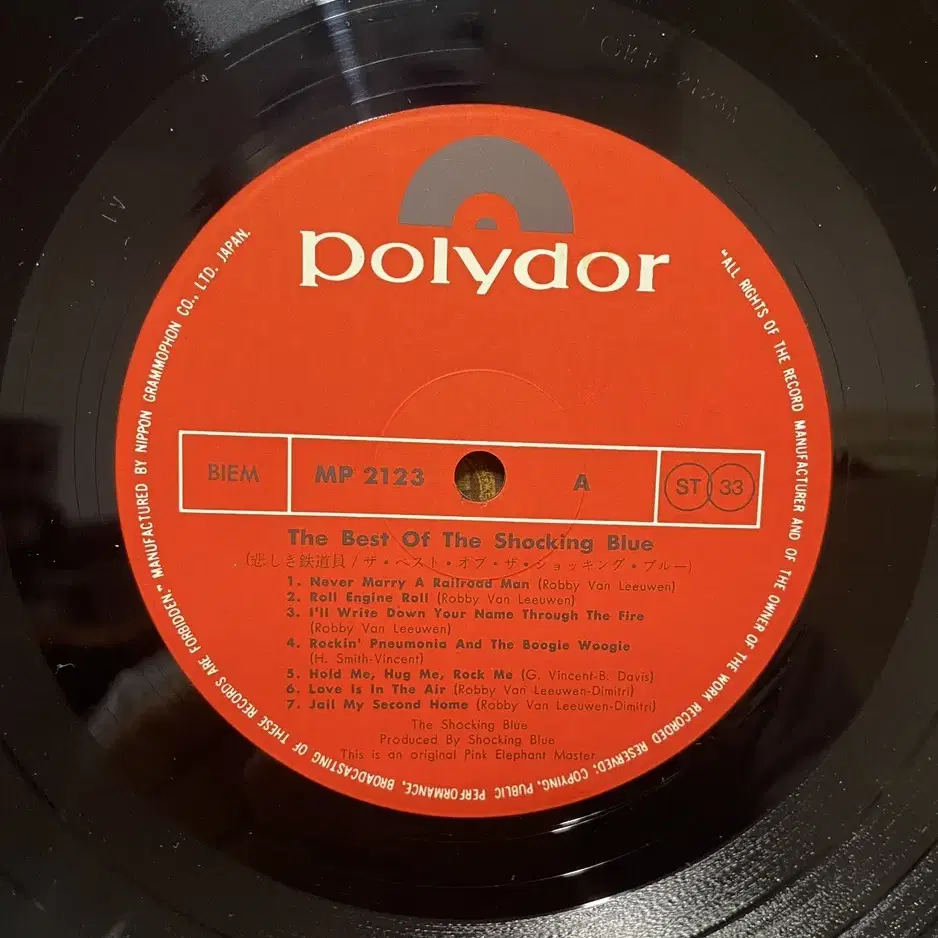 polydor
BIEM
MP 2123
A
ST 33
The Best Of The Shocking Blue
(悲しき鉄道員/ザ・ベスト・オブ・ザ・ショッキング・ブルー)
1. Never Marry A Railroad Man (Robby Van Leeuwen)
2. Roll Engine Roll (Robby Van Leeuwen)
3. I'll Write Down Your Name Through The Fire
(Robby Van Leeuwen)
4. Rockin' Pneumonia And The Boogie Woogie
(H. Smith-Vincent)
5. Hold Me, Hug Me, Rock Me (G. Vincent-B. Davis)
6. Love Is In The Air (Robby Van Leeuwen-Dimitri)
7. Jail My Second Home (Robby Van Leeuwen-Dimitri)
The Shocking Blue
Produced By Shocking Blue
This is an original Pink Elephant Master
"ALL RIGHTS OF THE RECORD MANUFACTURER AND OF THE OWNER OF THE WORK RECORDED RESERVED; COPYING, PUBLIC PERFORMANCE, BROADCASTING OF THESE RECORDS ARE FORBIDDEN." MANUFACTURED BY NIPPON GRAMMOPHON CO., LTD. JAPAN.